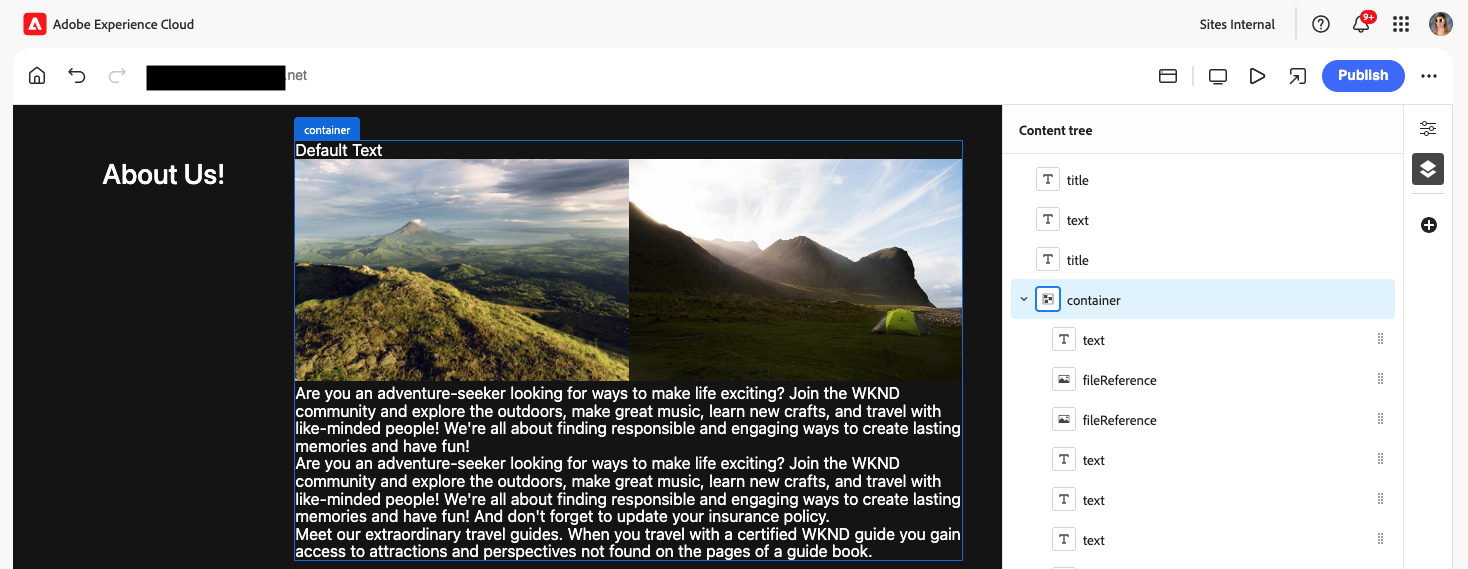 Adobe Experience Cloud
Sites Internal
9+
.net
Publish
container
Default Text
About Us!
Are you an adventure-seeker looking for ways to make life exciting? Join the WKND
community and explore the outdoors, make great music, learn new crafts, and travel with
like-minded people! We're all about finding responsible and engaging ways to create lasting
memories and have fun!
Are you an adventure-seeker looking for ways to make life exciting? Join the WKND
community and explore the outdoors, make great music, learn new crafts, and travel with
like-minded people! We're all about finding responsible and engaging ways to create lasting
memories and have fun! And don't forget to update your insurance policy.
Meet our extraordinary travel guides. When you travel with a certified WKND guide you gain
access to attractions and perspectives not found on the pages of a guide book.
Content tree
title
text
title
container
text
fileReference
fileReference
text
text
text